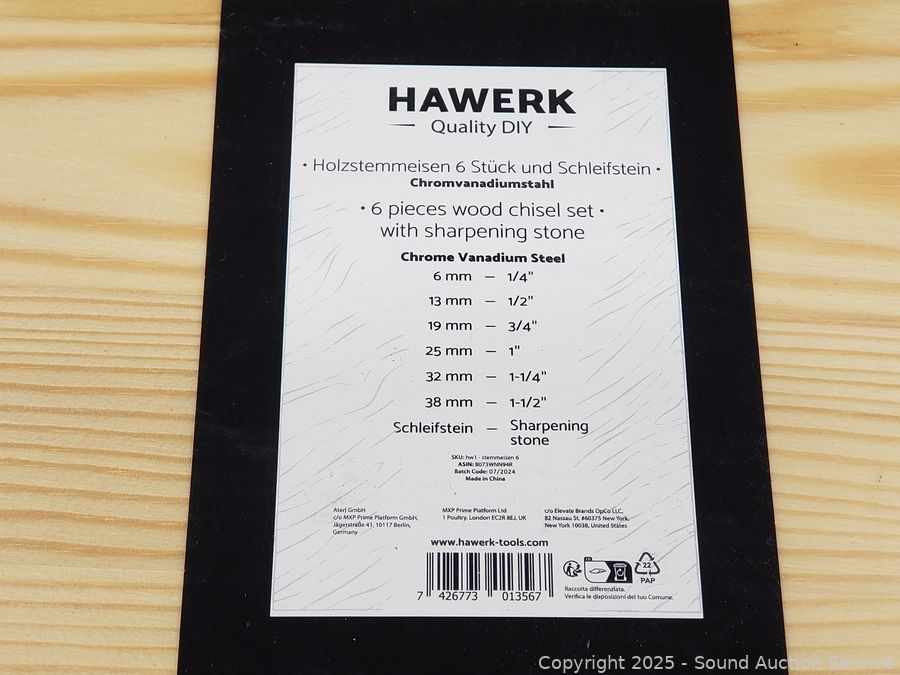 HAWERK
Quality DIY
• Holzstemmeisen 6 Stück und Schleifstein •
Chromvanadiumstahl
• 6 pieces wood chisel set •
with sharpening stone
Chrome Vanadium Steel
6 mm — 1/4"
13 mm — 1/2"
19 mm — 3/4"
25 mm — 1"
32 mm — 1-1/4"
38 mm — 1-1/2"
Schleifstein — Sharpening
stone
SKU: hw1 - stemmeisen 6
ASIN: B073WNN94R
Batch Code: 07/2024
Made in China
Aterl GmbH
c/o MXP Prime Platform GmbH,
Jägerstraße 41, 10117 Berlin,
Germany
MXP Prime Platform Ltd
1 Poultry, London EC2R 8EJ, UK
c/o Elevate Brands OpCo LLC,
82 Nassau St, #60375 New York,
New York 10038, United States
www.hawerk-tools.com
7 426773 013567
22
PAP
Raccolta differenziata.
Verifica le disposizioni del tuo Comune.
Copyright 2025 - Sound Auction Service